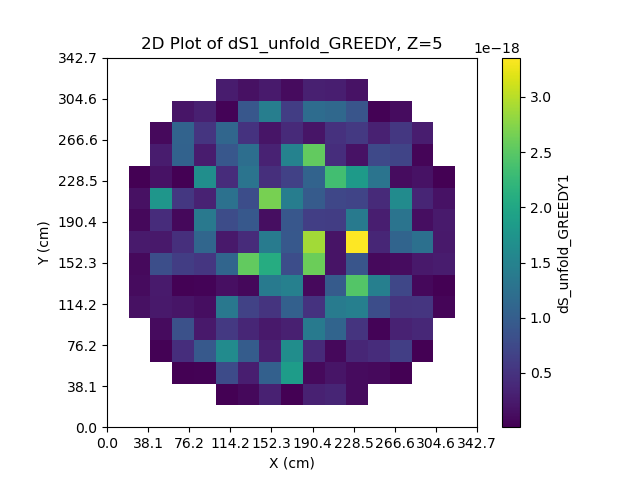 2D Plot of dS1_unfold_GREEDY, Z=5
1e−18
342.7
304.6
266.6
228.5
190.4
152.3
114.2
76.2
38.1
0.0
Y (cm)
0.0 38.1 76.2 114.2 152.3 190.4 228.5 266.6 304.6 342.7
X (cm)
3.0
2.5
2.0
1.5
1.0
0.5
dS_unfold_GREEDY1